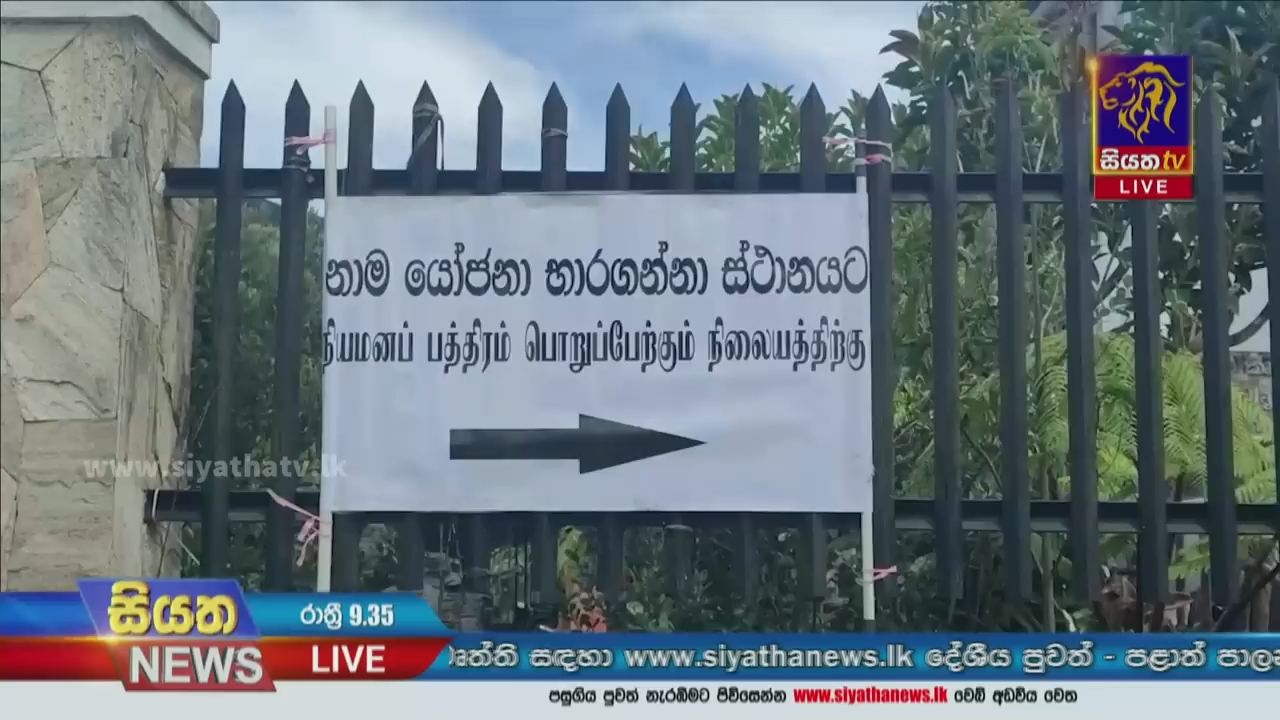 සියත tv
LIVE
නාම යෝජනා භාරගන්නා ස්ථානයට
நியமனப் பத்திரம் பொறுப்பேற்கும் நிலையத்திற்கு
www.siyathatv.lk
සියත
NEWS
රාත්‍රී 9.35
LIVE
සඳහා www.siyathanews.lk දේශීය පුවත් - පළාත්
පසුගිය පුවත් නැරඹීමට පිවිසෙන්න www.siyathanews.lk වෙබ් අඩවිය වෙත